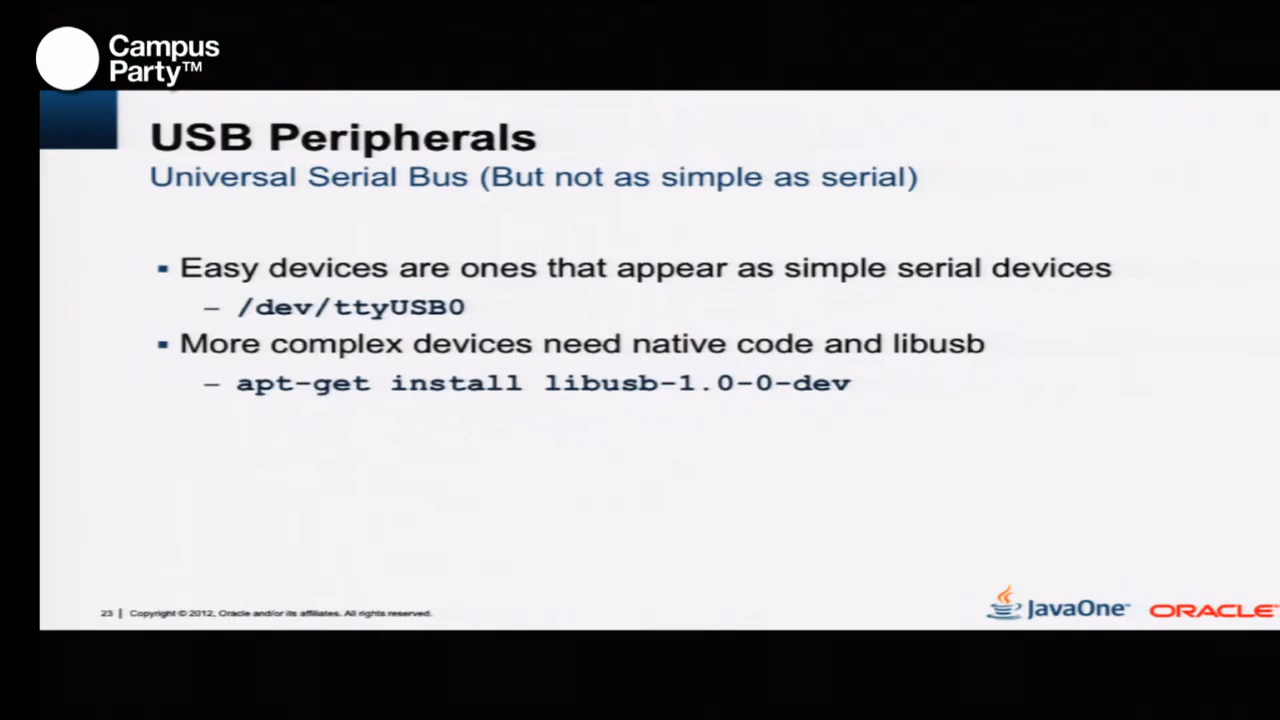 Campus
Party™
USB Peripherals
Universal Serial Bus (But not as simple as serial)
▪ Easy devices are ones that appear as simple serial devices
– /dev/ttyUSB0
▪ More complex devices need native code and libusb
– apt-get install libusb-1.0-0-dev
23 | Copyright © 2012, Oracle and/or its affiliates. All rights reserved.
JavaOne™
ORACLE®